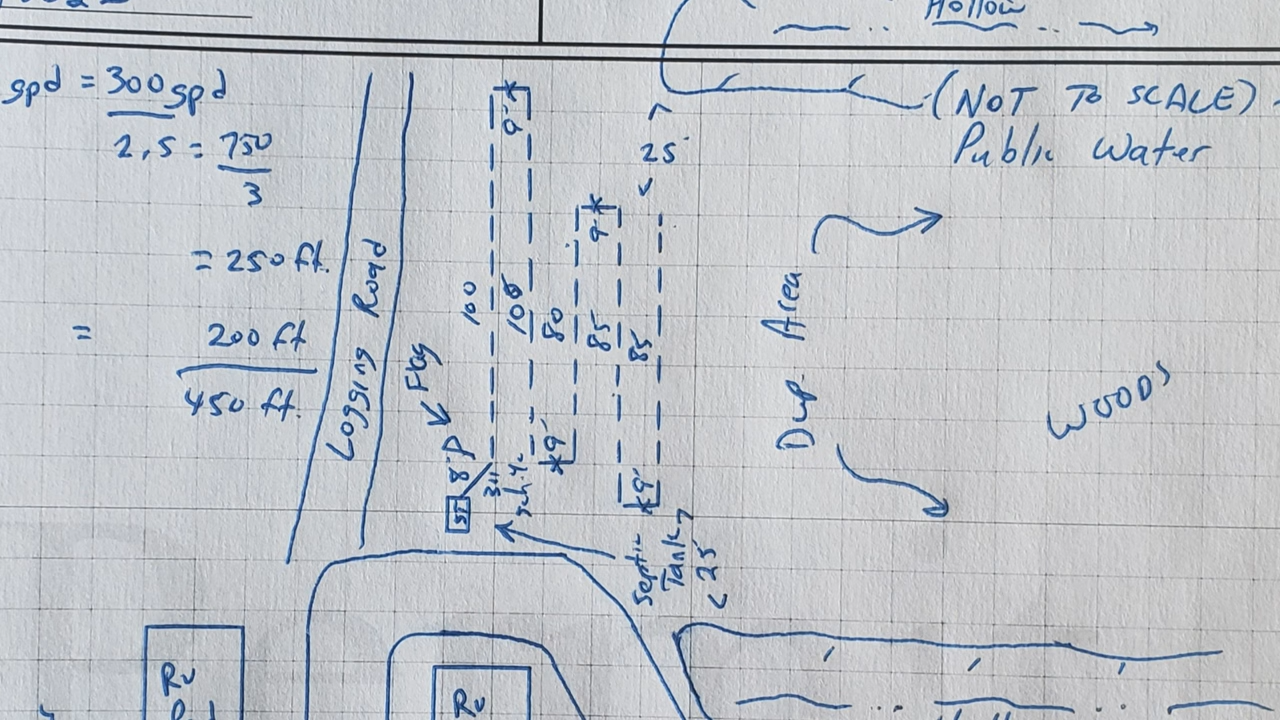 Hollow
gpd = 300gpd
2.5 = 750
3
= 250 ft.
= 200 ft
450 ft.
Logging Road
Flag
8'
ST
100
100
80
85
85
9'
9'
9'
9'
25'
(NOT To SCALE)
Public Water
Dup. Area
WOODS
3"
Septic
Tank
25'
Rv
Rv